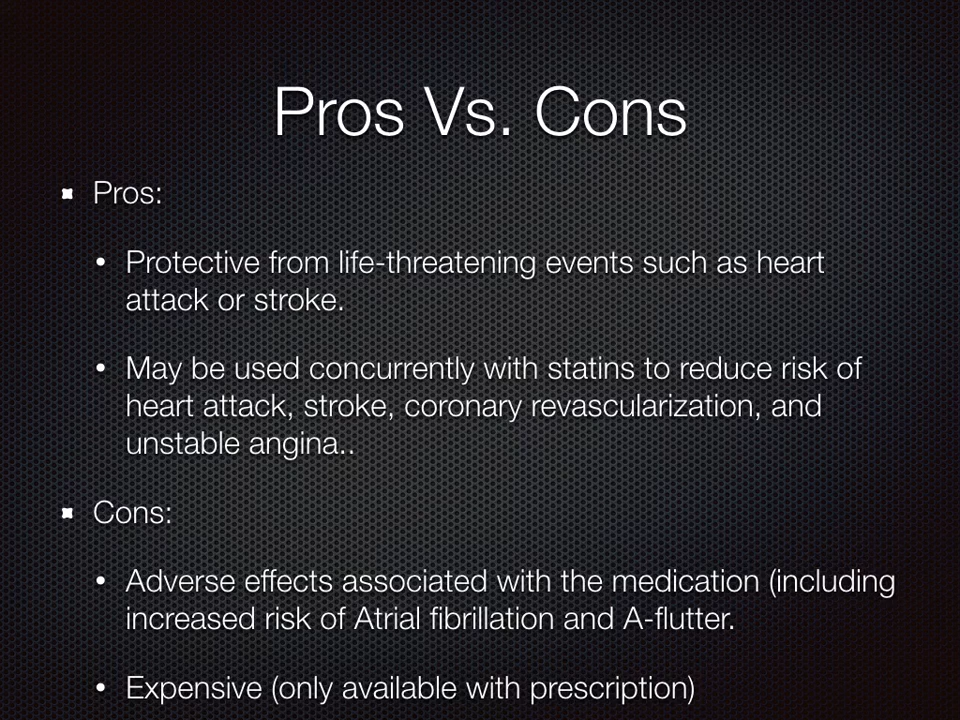 Pros Vs. Cons
Pros:
Protective from life-threatening events such as heart
attack or stroke.
May be used concurrently with statins to reduce risk of
heart attack, stroke, coronary revascularization, and
unstable angina..
Cons:
Adverse effects associated with the medication (including
increased risk of Atrial fibrillation and A-flutter.
Expensive (only available with prescription)